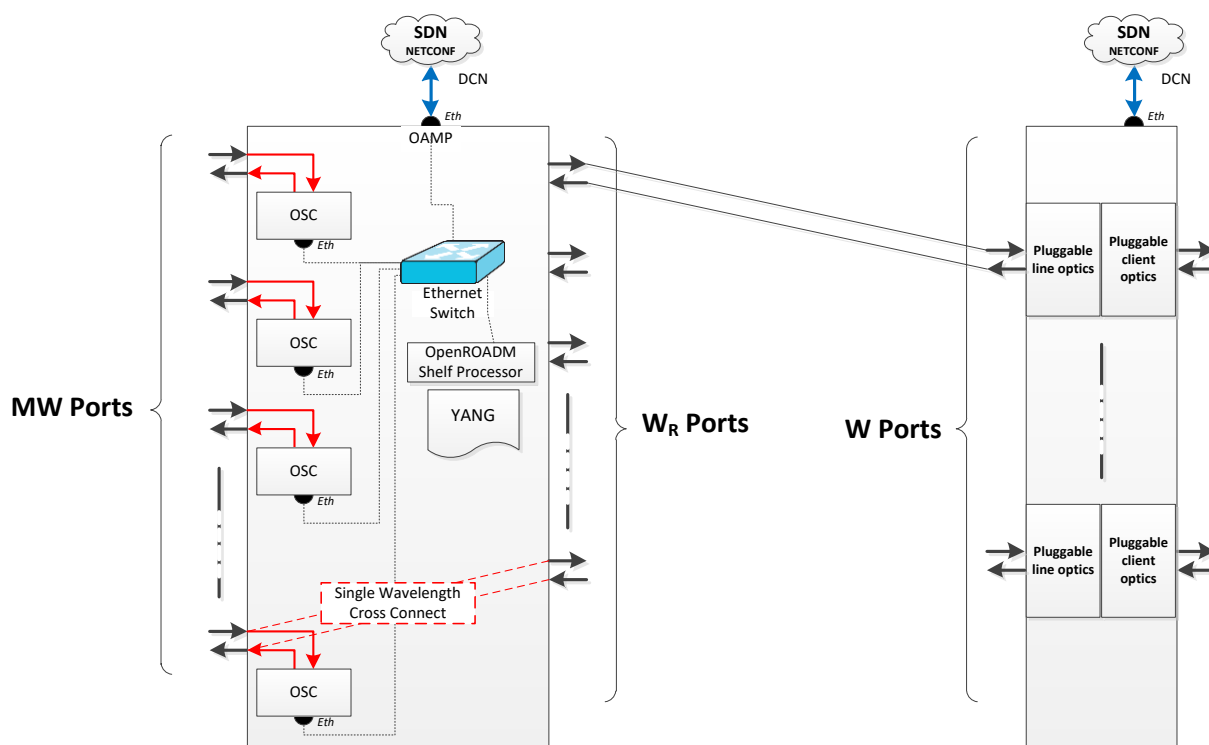 SDN
NETCONF
DCN
Eth
OAMP
OSC
Eth
Ethernet
Switch
OSC
Eth
OpenROADM
Shelf Processor
YANG
OSC
Eth
MW Ports
W_R Ports
Single Wavelength
Cross Connect
OSC
Eth
SDN
NETCONF
DCN
Eth
W Ports
Pluggable
line optics
Pluggable
client
optics
Pluggable
line optics
Pluggable
client
optics